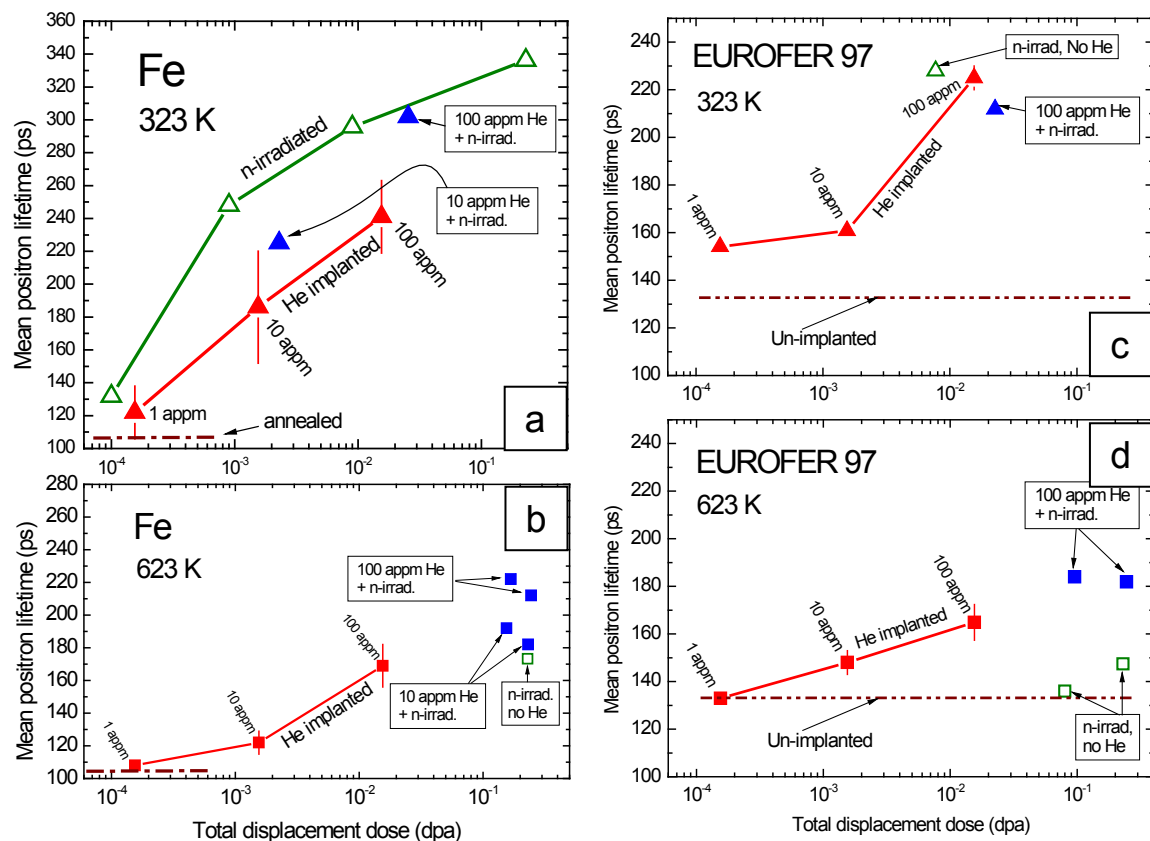 a
Fe
323 K
Mean positron lifetime (ps)
360
340
320
300
280
260
240
220
200
180
160
140
120
100
n-irradiated
100 appm He
+ n-irrad.
10 appm He
+ n-irrad.
He implanted
1 appm
10 appm
100 appm
annealed
10-4
10-3
10-2
10-1
b
Fe
623 K
Mean positron lifetime (ps)
280
260
240
220
200
180
160
140
120
100
100 appm He
+ n-irrad.
10 appm He
+ n-irrad.
n-irrad.
no He
He implanted
1 appm
10 appm
100 appm
10-4
10-3
10-2
10-1
Total displacement dose (dpa)
c
EUROFER 97
323 K
Mean positron lifetime (ps)
240
220
200
180
160
140
120
100
n-irrad, No He
100 appm He
+ n-irrad.
He implanted
1 appm
10 appm
100 appm
Un-implanted
10-4
10-3
10-2
10-1
d
EUROFER 97
623 K
Mean positron lifetime (ps)
220
200
180
160
140
120
100
100 appm He
+ n-irrad.
He implanted
1 appm
10 appm
100 appm
Un-implanted
n-irrad,
no He
10-4
10-3
10-2
10-1
Total displacement dose (dpa)